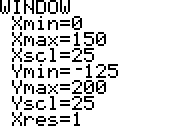 WINDOW
Xmin=0
Xmax=150
Xscl=25
Ymin=-125
Ymax=200
Yscl=25
Xres=1